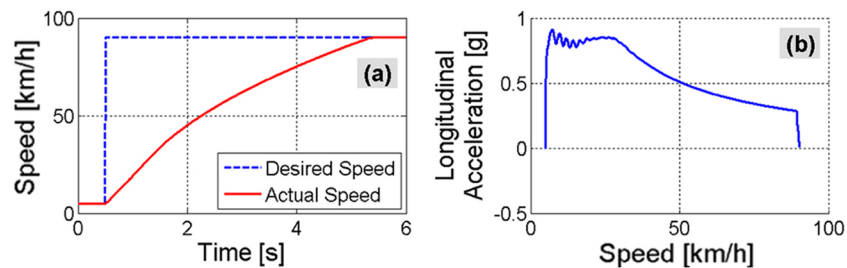 100
50
0
Speed [km/h]
(a)
Desired Speed
Actual Speed
0 2 4 6
Time [s]
1
0.5
0
-0.5
Longitudinal
Acceleration [g]
(b)
0 50 100
Speed [km/h]